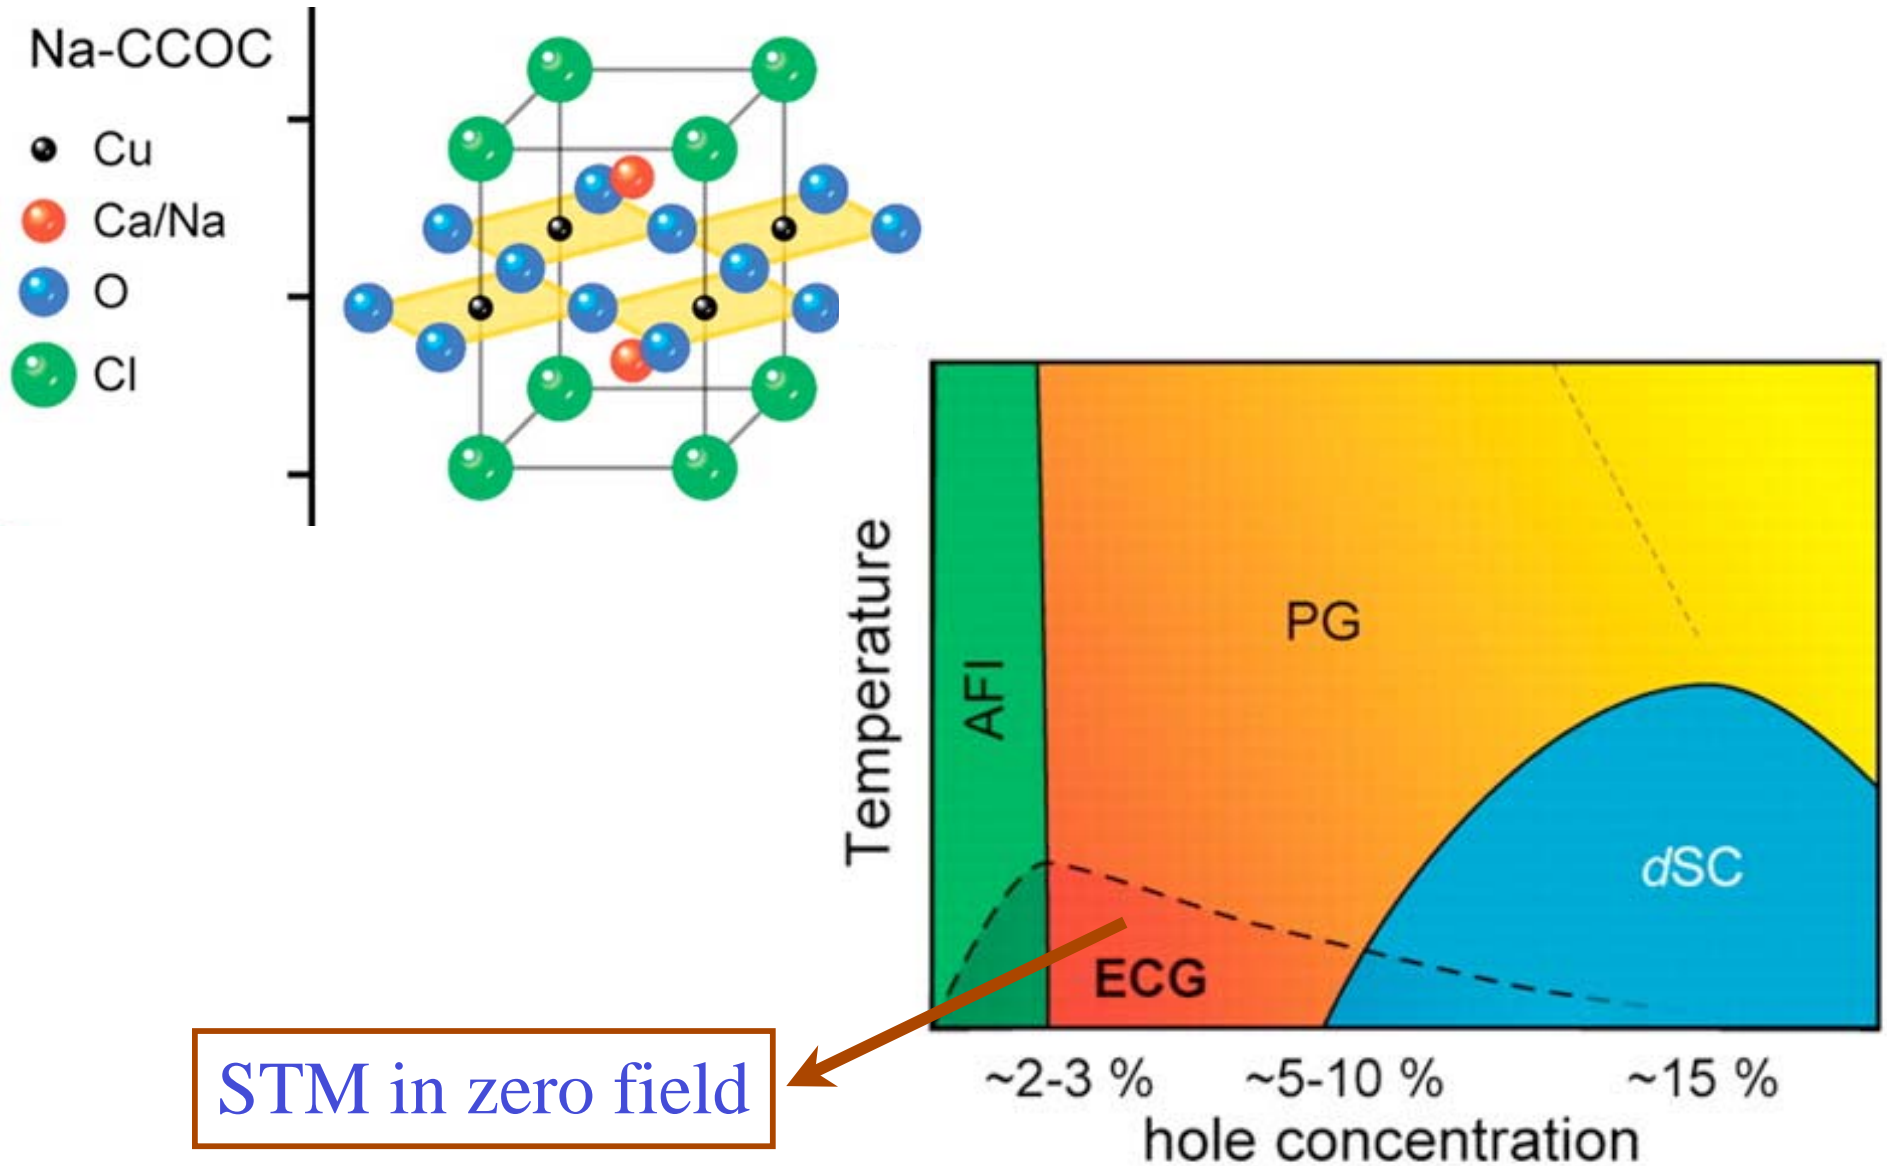 Na-CCOC
Cu
Ca/Na
O
Cl
Temperature
AFI
PG
dSC
ECG
STM in zero field
~2-3 %
~5-10 %
~15 %
hole concentration